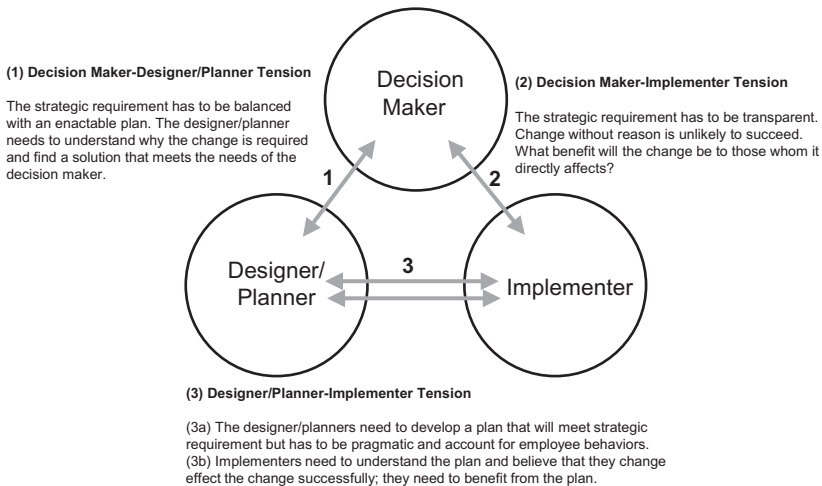 (1) Decision Maker-Designer/Planner Tension
The strategic requirement has to be balanced
with an enactable plan. The designer/planner
needs to understand why the change is required
and find a solution that meets the needs of the
decision maker.
Decision
Maker
(2) Decision Maker-Implementer Tension
The strategic requirement has to be transparent.
Change without reason is unlikely to succeed.
What benefit will the change be to those whom it
directly affects?
1
2
Designer/
Planner
3
Implementer
(3) Designer/Planner-Implementer Tension
(3a) The designer/planners need to develop a plan that will meet strategic
requirement but has to be pragmatic and account for employee behaviors.
(3b) Implementers need to understand the plan and believe that they change
effect the change successfully; they need to benefit from the plan.